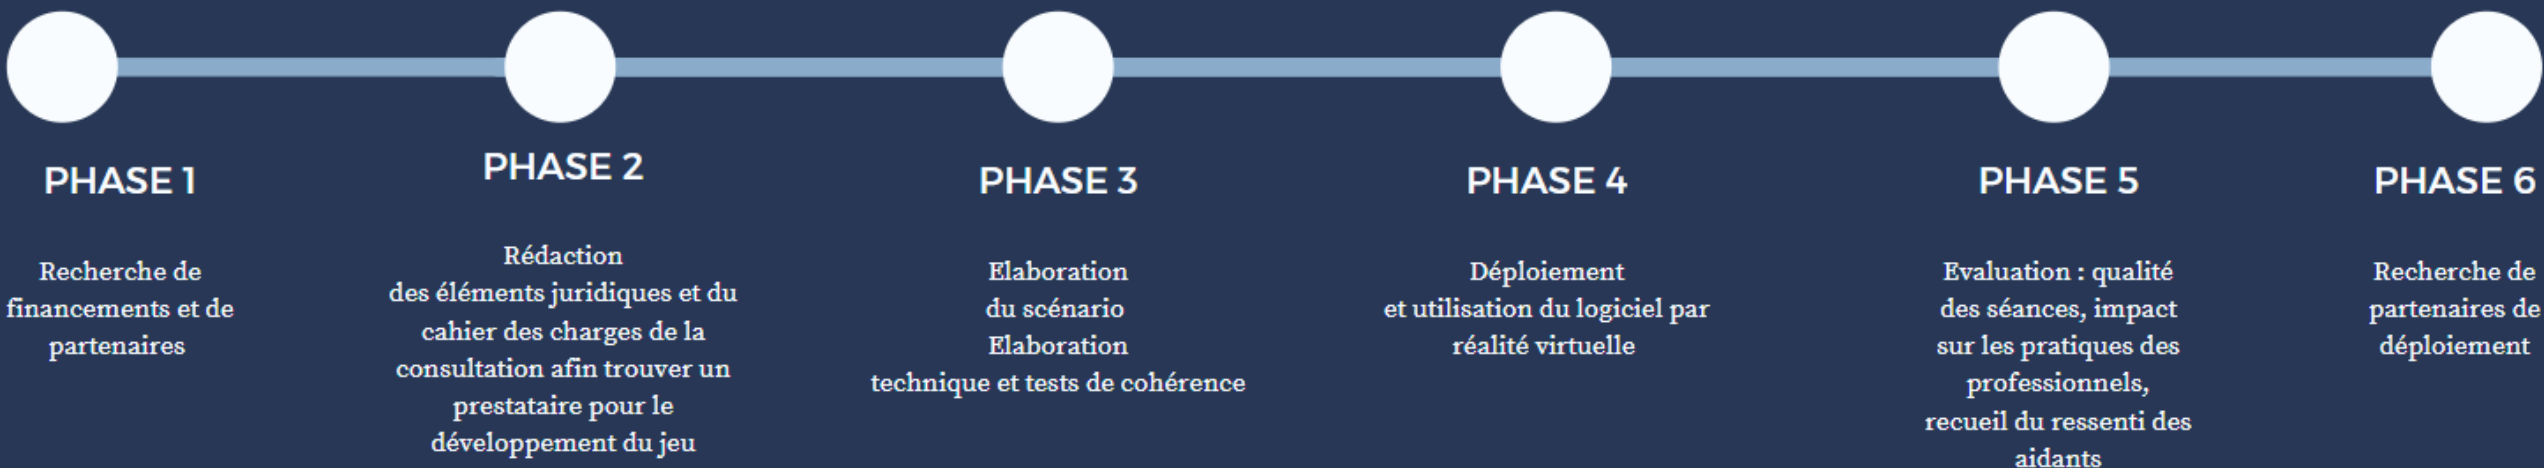 PHASE 1
Recherche de
financements et de
partenaires
PHASE 2
Rédaction
des éléments juridiques et du
cahier des charges de la
consultation afin trouver un
prestataire pour le
développement du jeu
PHASE 3
Elaboration
du scénario
Elaboration
technique et tests de cohérence
PHASE 4
Déploiement
et utilisation du logiciel par
réalité virtuelle
PHASE 5
Evaluation : qualité
des séances, impact
sur les pratiques des
professionnels,
recueil du ressenti des
aidants
PHASE 6
Recherche de
partenaires de
déploiement